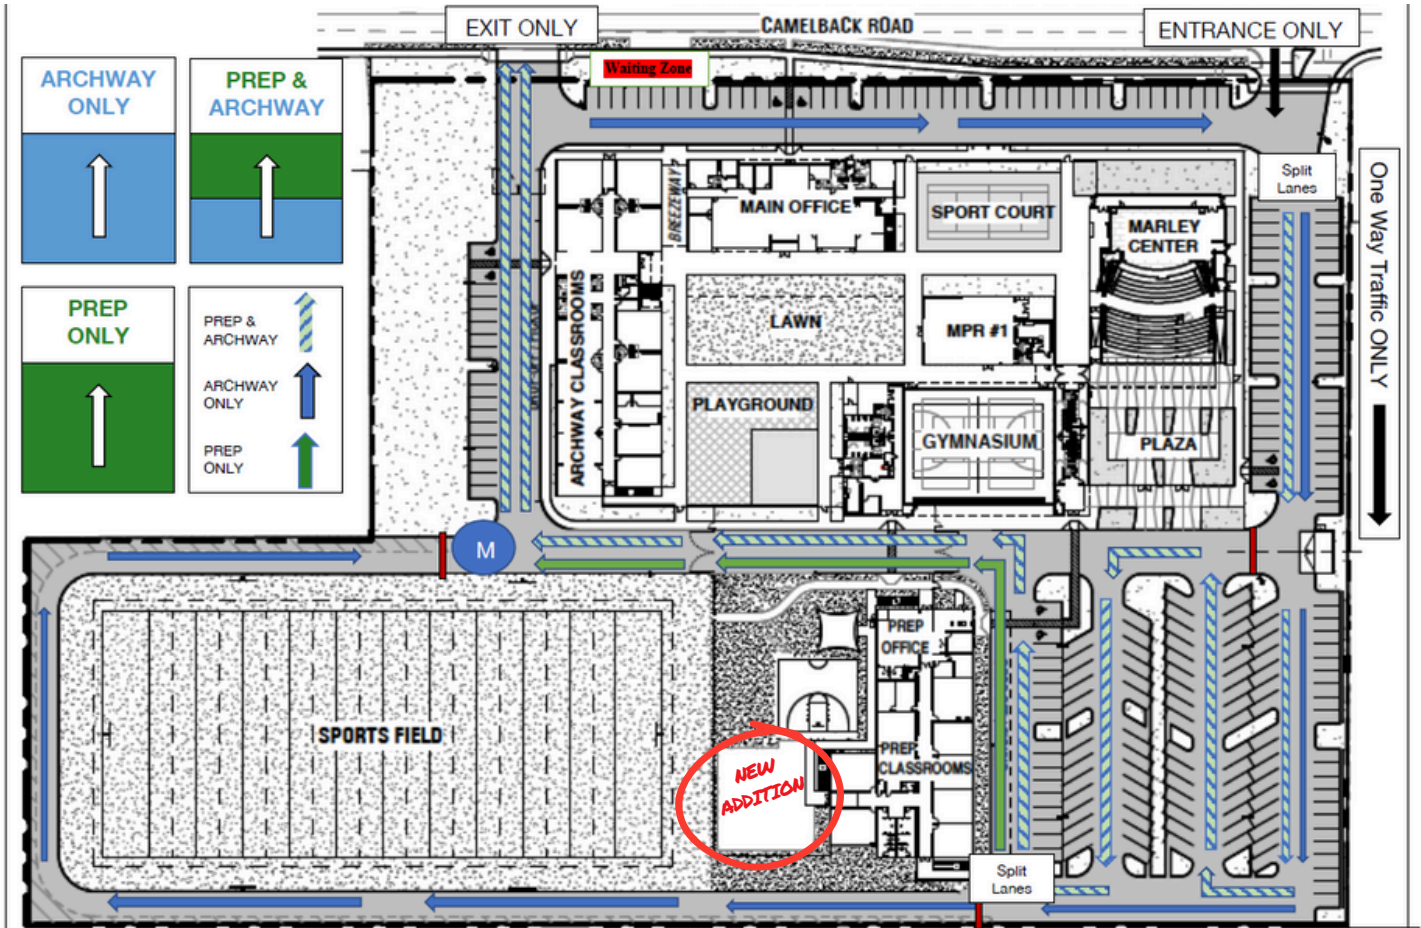 EXIT ONLY
CAMELBACK ROAD
ENTRANCE ONLY
Waiting Zone
ARCHWAY
ONLY
PREP &
ARCHWAY
PREP
ONLY
PREP &
ARCHWAY
ARCHWAY
ONLY
PREP
ONLY
Split
Lanes
One Way Traffic ONLY
BREEZEWAY
MAIN OFFICE
SPORT COURT
MARLEY
CENTER
ARCHWAY CLASSROOMS
LAWN
MPR #1
PLAYGROUND
GYMNASIUM
PLAZA
M
PREP
OFFICE
SPORTS FIELD
NEW
ADDITION
PREP
CLASSROOMS
Split
Lanes